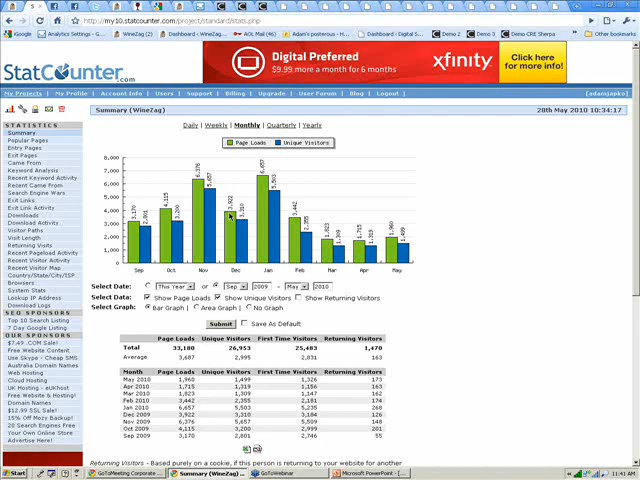 http://my10.statcounter.com/project/standard/stats.php
iGoogle Analytics Settings - G... WineZag (2) Dashboard - WineZ... AOL Mail (46) Adam's posterous - H... Dashboard | Digital S... Demo 2 Demo 3 Demo CRE Sherpa Other bookmarks
StatCounter.com
Digital Preferred
$9.99 more a month for 6 months
xfinity
Click here
for more info!
My Projects | My Profile | Account Info | Users | Support | Billing | Upgrade | User Forum | Blog | Logout [adamjapko]
Summary (WineZag) 28th May 2010 10:34:17
STATISTICS
Summary
Popular Pages
Entry Pages
Exit Pages
Came From
Keyword Analysis
Recent Keyword Activity
Recent Came From
Search Engine Wars
Exit Links
Exit Link Activity
Downloads
Download Activity
Visitor Paths
Visit Length
Returning Visits
Recent Pageload Activity
Recent Visitor Activity
Recent Visitor Map
Country/State/City/ISP
Browsers
System Stats
Lookup IP Address
Download Logs
SEO SPONSORS
Top 10 Search Listing
7 Day Google Listing
OUR SPONSORS
$7.49 .COM Sale!
Free Website Content
Use Skype - Cheap SMS
Australia Domain Names
Web Hosting
Cloud Hosting
UK Hosting - eUKhost
Free Website & Hosting!
Domain Names
$12.99 SSL Sale!
15% Off Mozy Backup!
20 Search Engines Free
Your Own Online Store
Advertise Here!
Daily Weekly Monthly Quarterly Yearly
Page Loads Unique Visitors
8,000
7,000
6,000
5,000
4,000
3,000
2,000
1,000
0
3,170 2,801 4,115 3,200 6,376 5,657 3,922 3,310 6,657 5,503 3,442 2,355 1,823 1,309 1,715 1,319 1,960 1,499
Sep Oct Nov Dec Jan Feb Mar Apr May
Select Date: This Year or Sep 2009 - May 2010
Select Data: Show Page Loads Show Unique Visitors Show Returning Visitors
Select Graph: Bar Graph Area Graph No Graph
Submit Save As Default
Page Loads Unique Visitors First Time Visitors Returning Visitors
Total 33,180 26,953 25,483 1,470
Average 3,687 2,995 2,831 163
Month Page Loads Unique Visitors First Time Visitors Returning Visitors
May 2010 1,960 1,499 1,326 173
Apr 2010 1,715 1,319 1,156 163
Mar 2010 1,823 1,309 1,147 162
Feb 2010 3,442 2,355 2,181 174
Jan 2010 6,657 5,503 5,235 268
Dec 2009 3,922 3,310 3,184 126
Nov 2009 6,376 5,657 5,509 148
Oct 2009 4,115 3,200 2,999 201
Sep 2009 3,170 2,801 2,746 55
Returning Visitors - Based purely on a cookie, if this person is returning to your website for another
Start GoToMeeting Corporate ... Summary (WineZag) ... GoToWebinar Microsoft PowerPoint - [... 11:41 AM